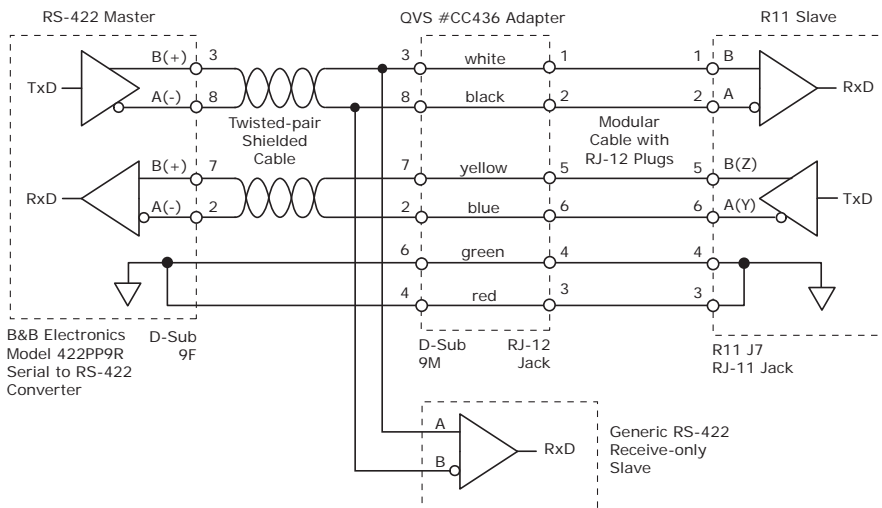 RS-422 Master
QVS #CC436 Adapter
R11 Slave
B(+) 3
3 white 1
1 B
TxD
RxD
A(-) 8
8 black 2
2 A
Twisted-pair
Shielded
Cable
Modular
Cable with
RJ-12 Plugs
B(+) 7
7 yellow 5
5 B(Z)
RxD
TxD
A(-) 2
2 blue 6
6 A(Y)
6 green 4
4
4 red 3
3
B&B Electronics
Model 422PP9R
Serial to RS-422
Converter
D-Sub
9F
D-Sub
9M
RJ-12
Jack
R11 J7
RJ-11 Jack
A
B
RxD
Generic RS-422
Receive-only
Slave